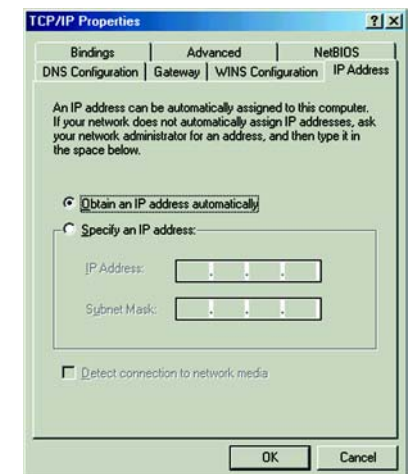 TCP/IP Properties
Bindings Advanced NetBIOS
DNS Configuration Gateway WINS Configuration IP Address
An IP address can be automatically assigned to this computer.
If your network does not automatically assign IP addresses, ask
your network administrator for an address, and then type it in
the space below.
Obtain an IP address automatically
Specify an IP address:
IP Address:
Subnet Mask:
Detect connection to network media
OK Cancel